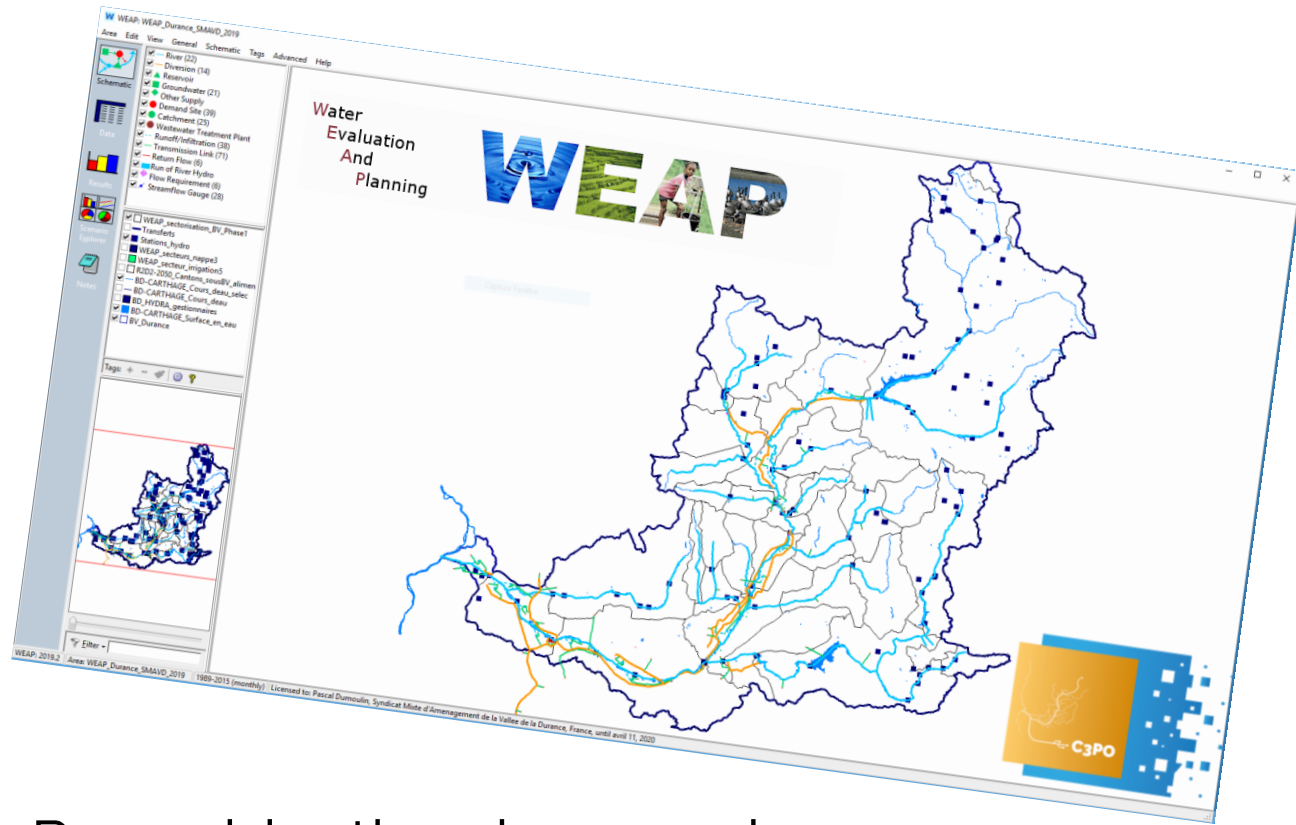 WEAP: WEAP_Durance_SMAVD_2019
Area Edit View General Schematic Tags Advanced Help
Schematic
Data
Results
Scenario Explorer
Notes
River (22)
Diversion (14)
Reservoir
Groundwater (21)
Other Supply
Demand Site (39)
Catchment (25)
Wastewater Treatment Plant
Runoff/Infiltration (38)
Transmission Link (71)
Return Flow (6)
Run of River Hydro
Flow Requirement (6)
Streamflow Gauge (28)
WEAP_sectorisation_BV_Phase1
Transferts
Stations_hydro
WEAP_secteurs_nappe3
WEAP_secteur_irrigation5
R2D2-2050_Cantons_sousBV_alimen
BD-CARTHAGE_Cours_deau_selec
BD-CARTHAGE_Cours_deau
BD_HYDRA_gestionnaires
BD-CARTHAGE_Surface_en_eau
BV_Durance
Tags:
Filter
Water
Evaluation
And
Planning
WEAP
C3PO
WEAP: 2019.2 Area: WEAP_Durance_SMAVD_2019 1989-2015 (monthly) Licensed to: Pascal Dumoulin, Syndicat Mixte d'Amenagement de la Vallee de la Durance, France, until avril 11, 2020